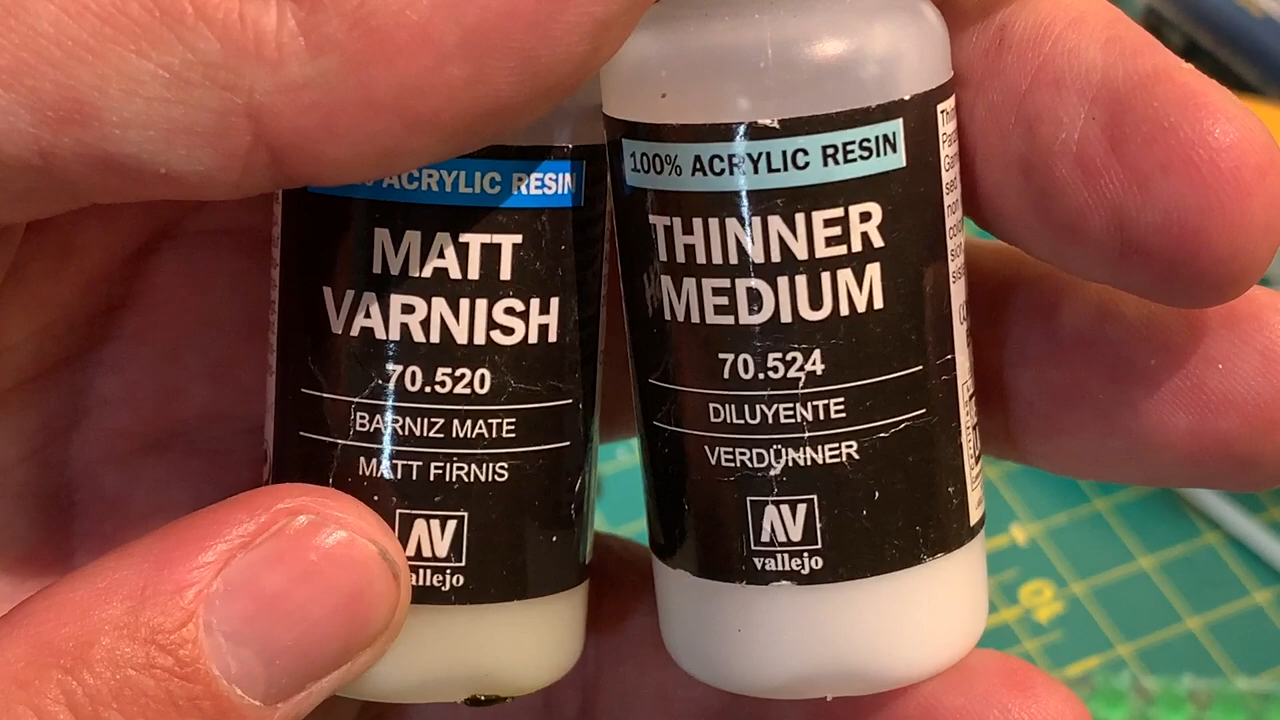 ACRYLIC RESIN
MATT
VARNISH
70.520
BARNIZ MATE
MATT FIRNIS
AV
vallejo
100% ACRYLIC RESIN
THINNER
MEDIUM
70.524
DILUYENTE
VERDÜNNER
AV
vallejo
10